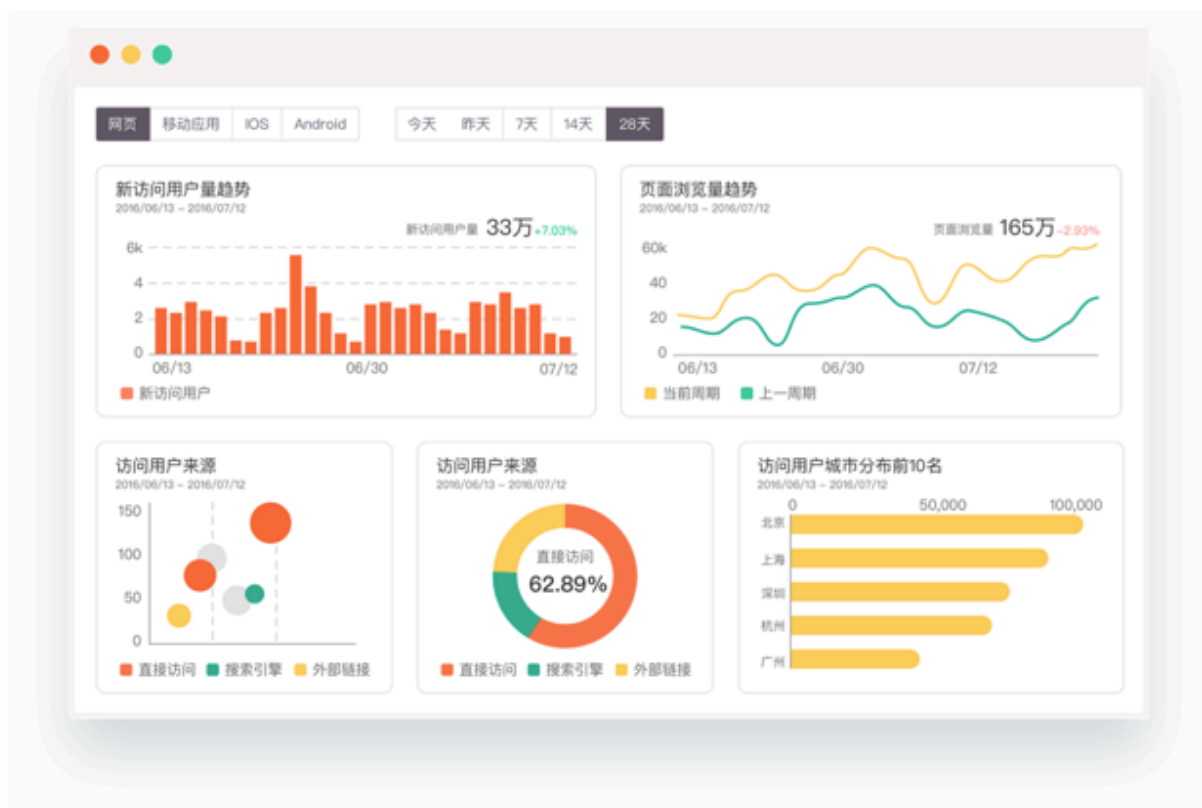 网页 移动应用 IOS Android 今天 昨天 7天 14天 28天
新访问用户量趋势
2016/06/13 – 2016/07/12
新访问用户量 33万 +7.03%
6k
4
2
0
06/13 06/30 07/12
新访问用户
页面浏览量趋势
2016/06/13 – 2016/07/12
页面浏览量 165万 -2.93%
60k
40
20
0
06/13 06/30 07/12
当前周期 上一周期
访问用户来源
2016/06/13 – 2016/07/12
150
100
50
0
直接访问 搜索引擎 外部链接
访问用户来源
2016/06/13 – 2016/07/12
直接访问
62.89%
直接访问 搜索引擎 外部链接
访问用户城市分布前10名
2016/06/13 – 2016/07/12
0 50,000 100,000
北京
上海
深圳
杭州
广州